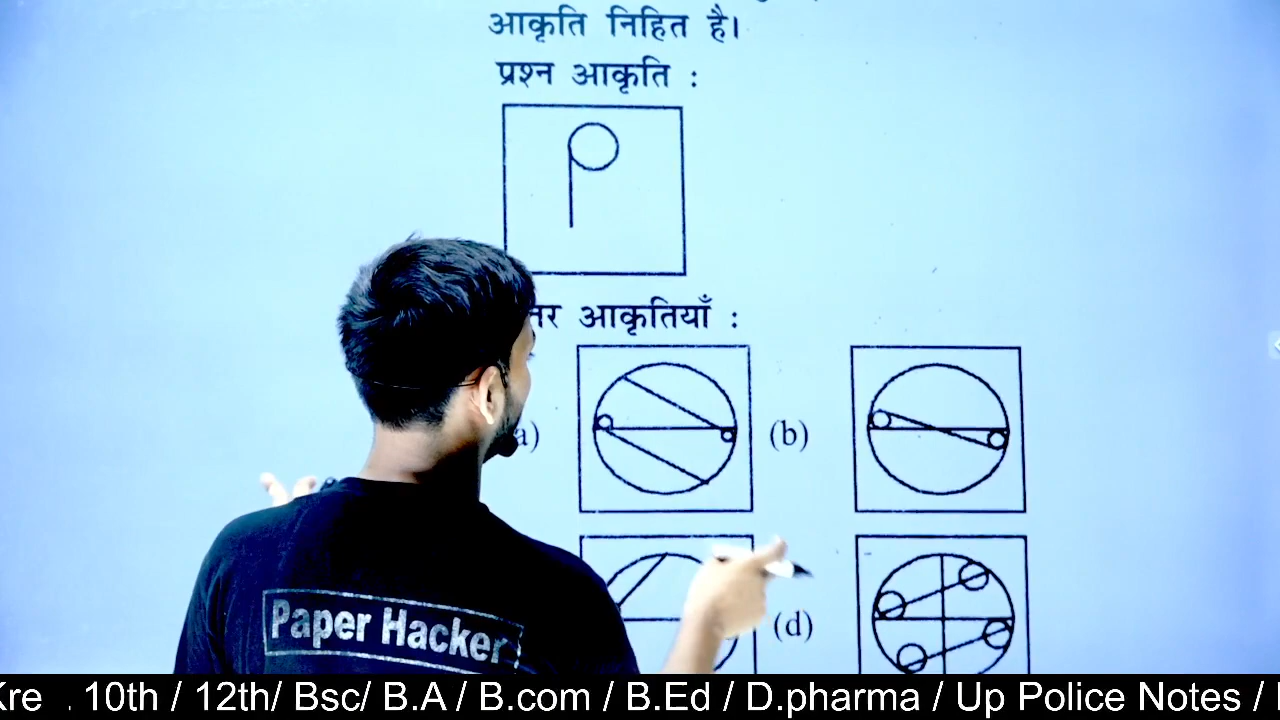 आकृति निहित है।
प्रश्न आकृति :
आकृतियाँ :
(b)
(d)
Paper Hacker
10th / 12th/ Bsc/ B.A / B.com / B.Ed / D.pharma / Up Police Notes /